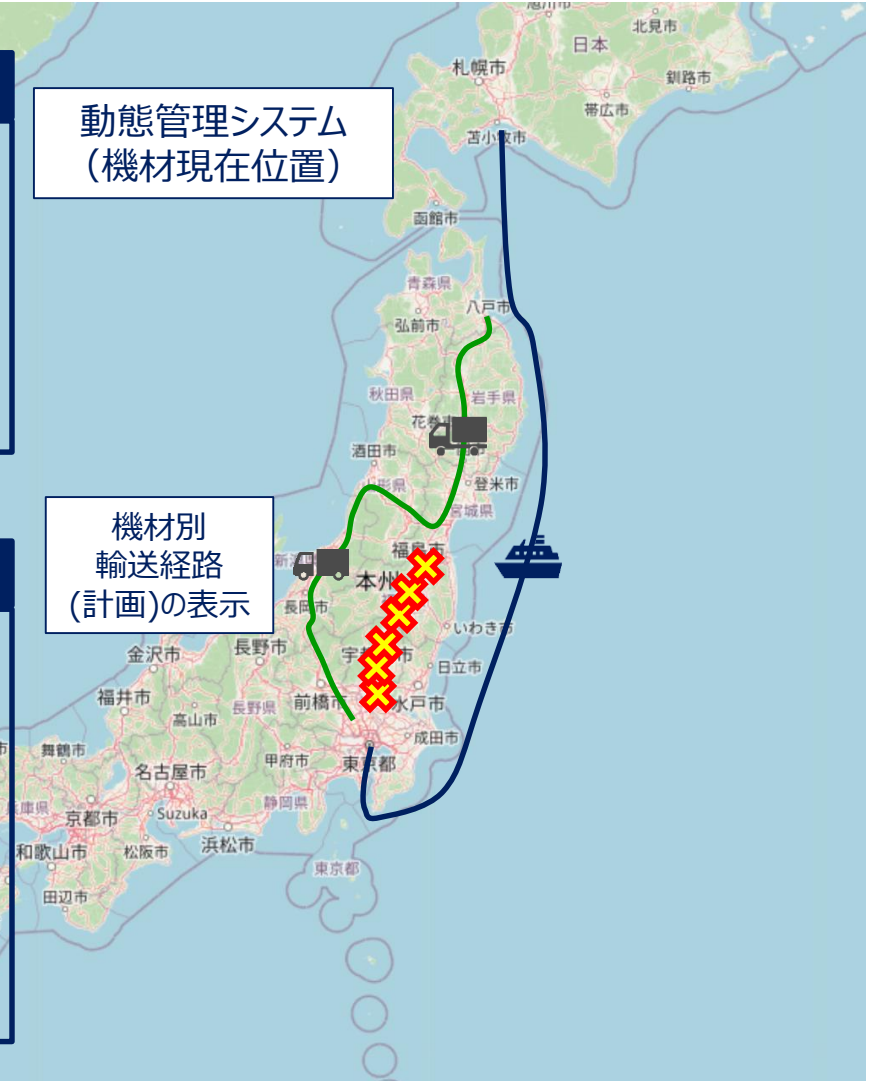 旭川市
北見市
日本
札幌市
釧路市
帯広市
動態管理システム
（機材現在位置）
苫小牧市
函館市
青森県
八戸市
弘前市
秋田県
岩手県
花巻
酒田市
山形県
登米市
宮城県
機材別
輸送経路
(計画)の表示
福島市
新潟
本州
長岡市
いわき市
長野市
金沢市
宇都宮市
日立市
福井市
長野県
前橋市
水戸市
高山市
成田市
舞鶴市
甲府市
東京都
名古屋市
兵庫県
静岡県
京都市
Suzuka
浜松市
和歌山市
松阪市
東京都
田辺市